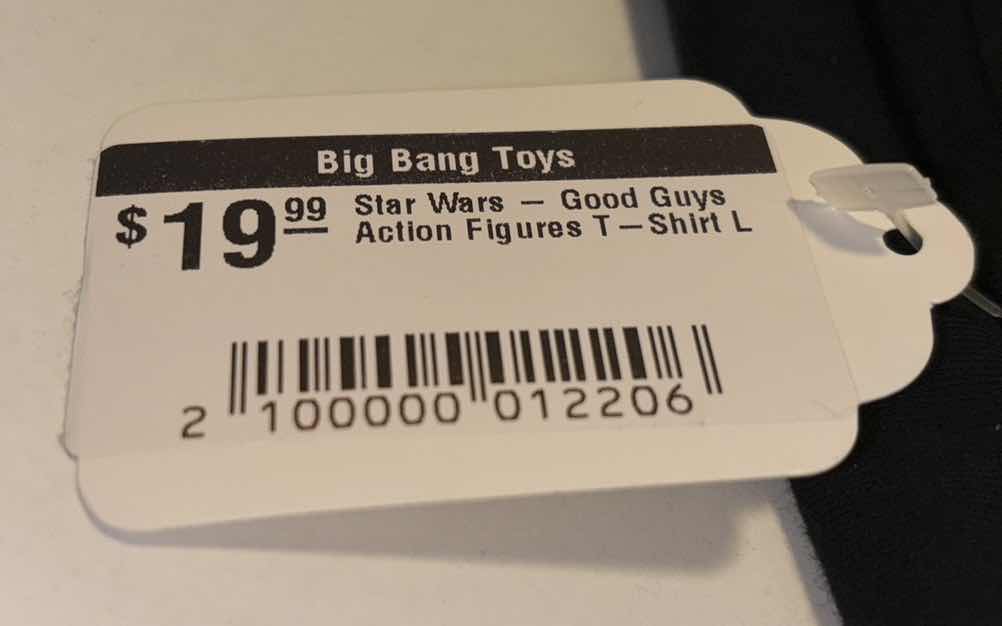 Big Bang Toys
$19.99 Star Wars — Good Guys
Action Figures T-Shirt L
2 100000 012206